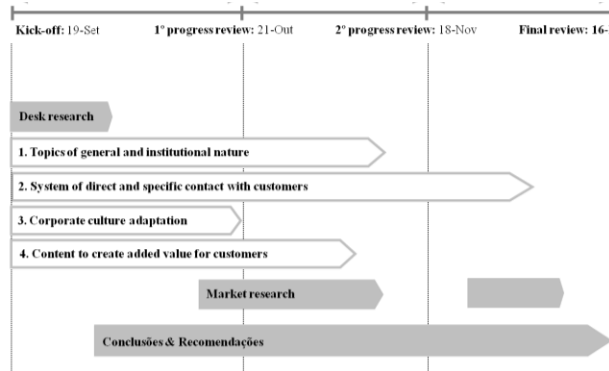 Kick-off: 19-Set
1º progress review: 21-Out
2º progress review: 18-Nov
Final review: 16-
Desk research
1. Topics of general and institutional nature
2. System of direct and specific contact with customers
3. Corporate culture adaptation
4. Content to create added value for customers
Market research
Conclusões & Recomendações